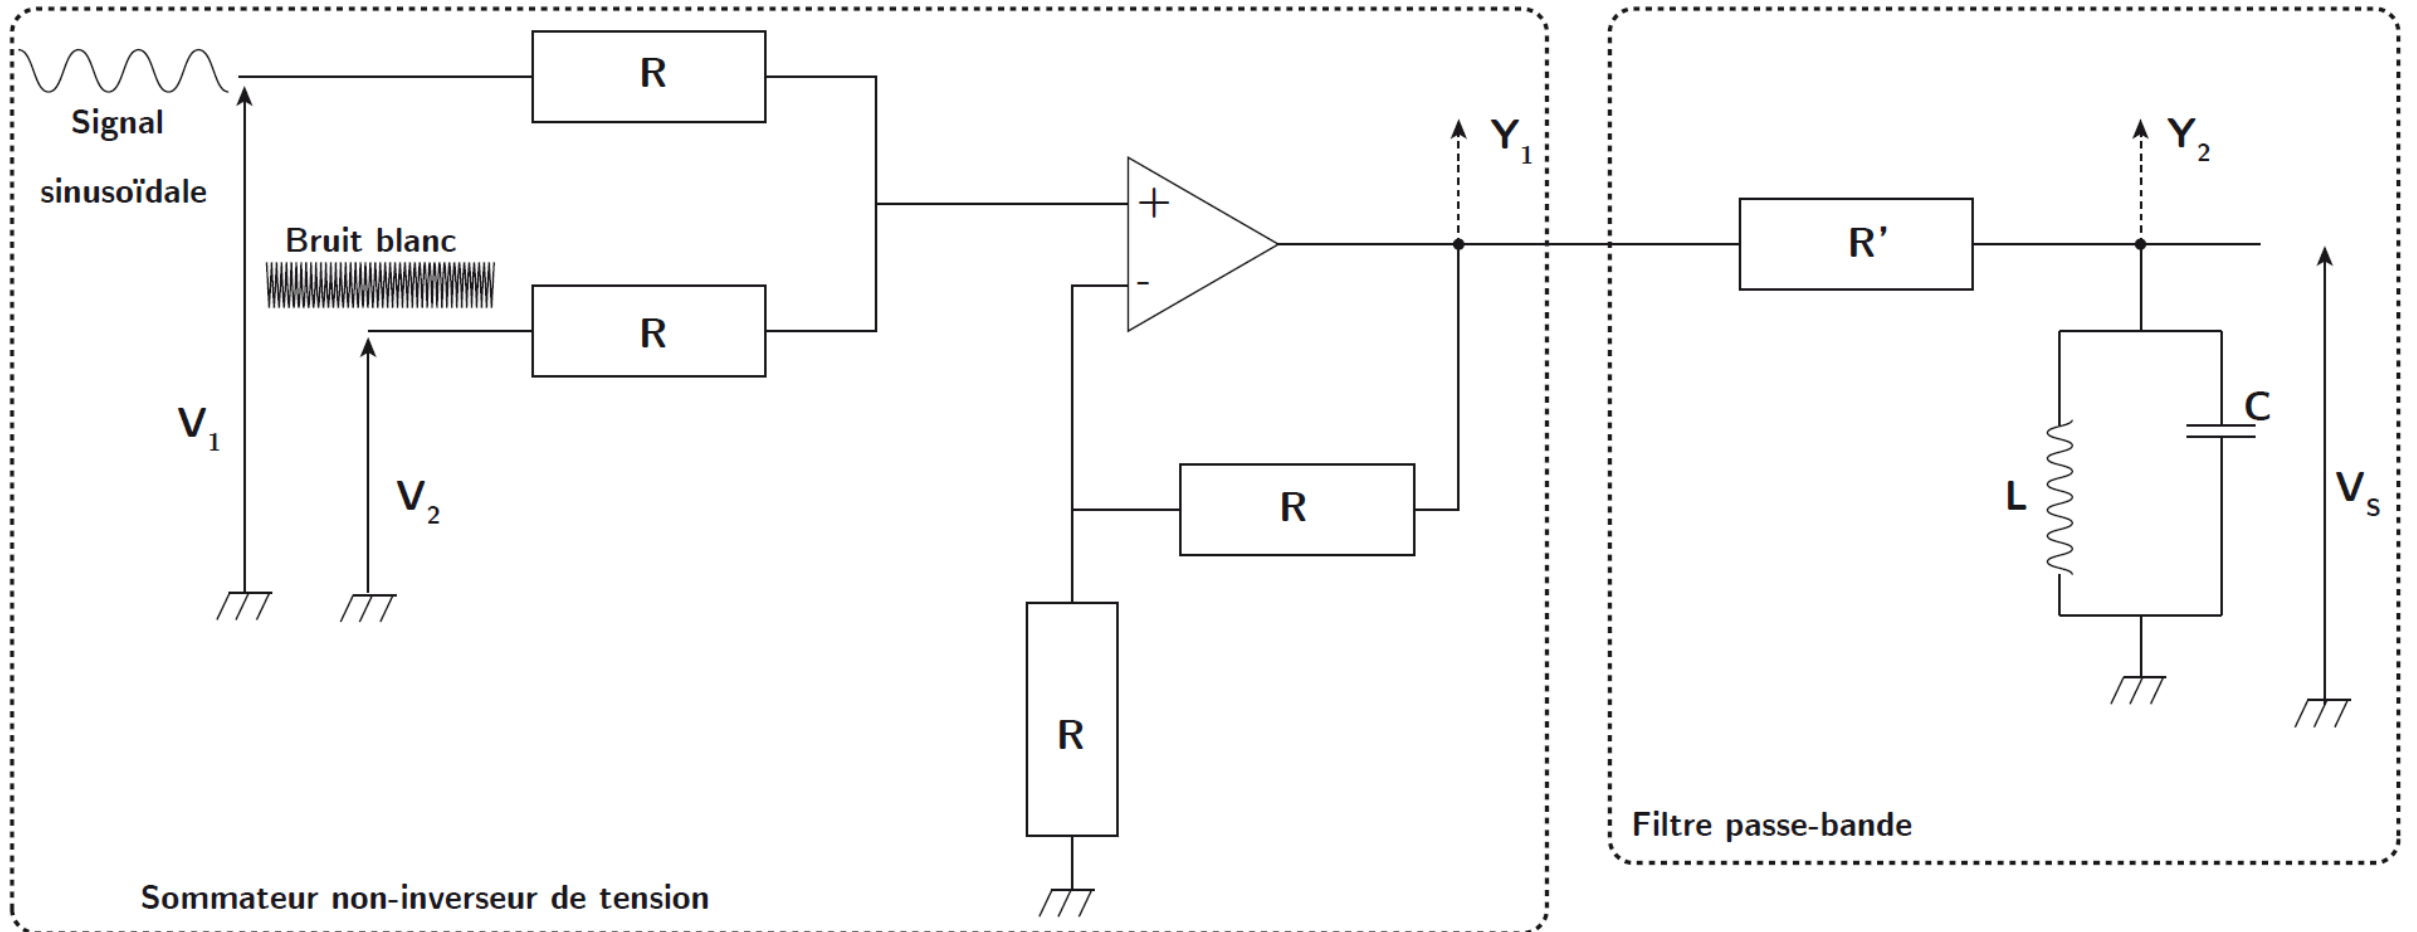 Signal
sinusoïdale
R
Bruit blanc
R
V1
V2
+
-
Y1
R
R
Sommateur non-inverseur de tension
R'
Y2
C
L
VS
Filtre passe-bande